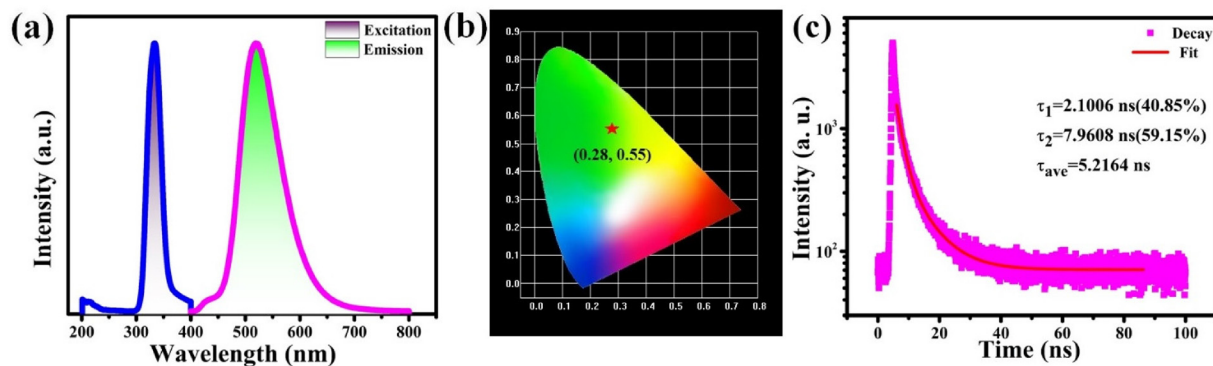 (a)
Excitation
Emission
Intensity (a.u.)
200 300 400 500 600 700 800
Wavelength (nm)
(b)
0.9
0.8
0.7
0.6
0.5
0.4
0.3
0.2
0.1
0.0
(0.28, 0.55)
0.0 0.1 0.2 0.3 0.4 0.5 0.6 0.7 0.8
(c)
Decay
Fit
τ1=2.1006 ns(40.85%)
τ2=7.9608 ns(59.15%)
τave=5.2164 ns
Intensity (a. u.)
10³
10²
0 20 40 60 80 100
Time (ns)